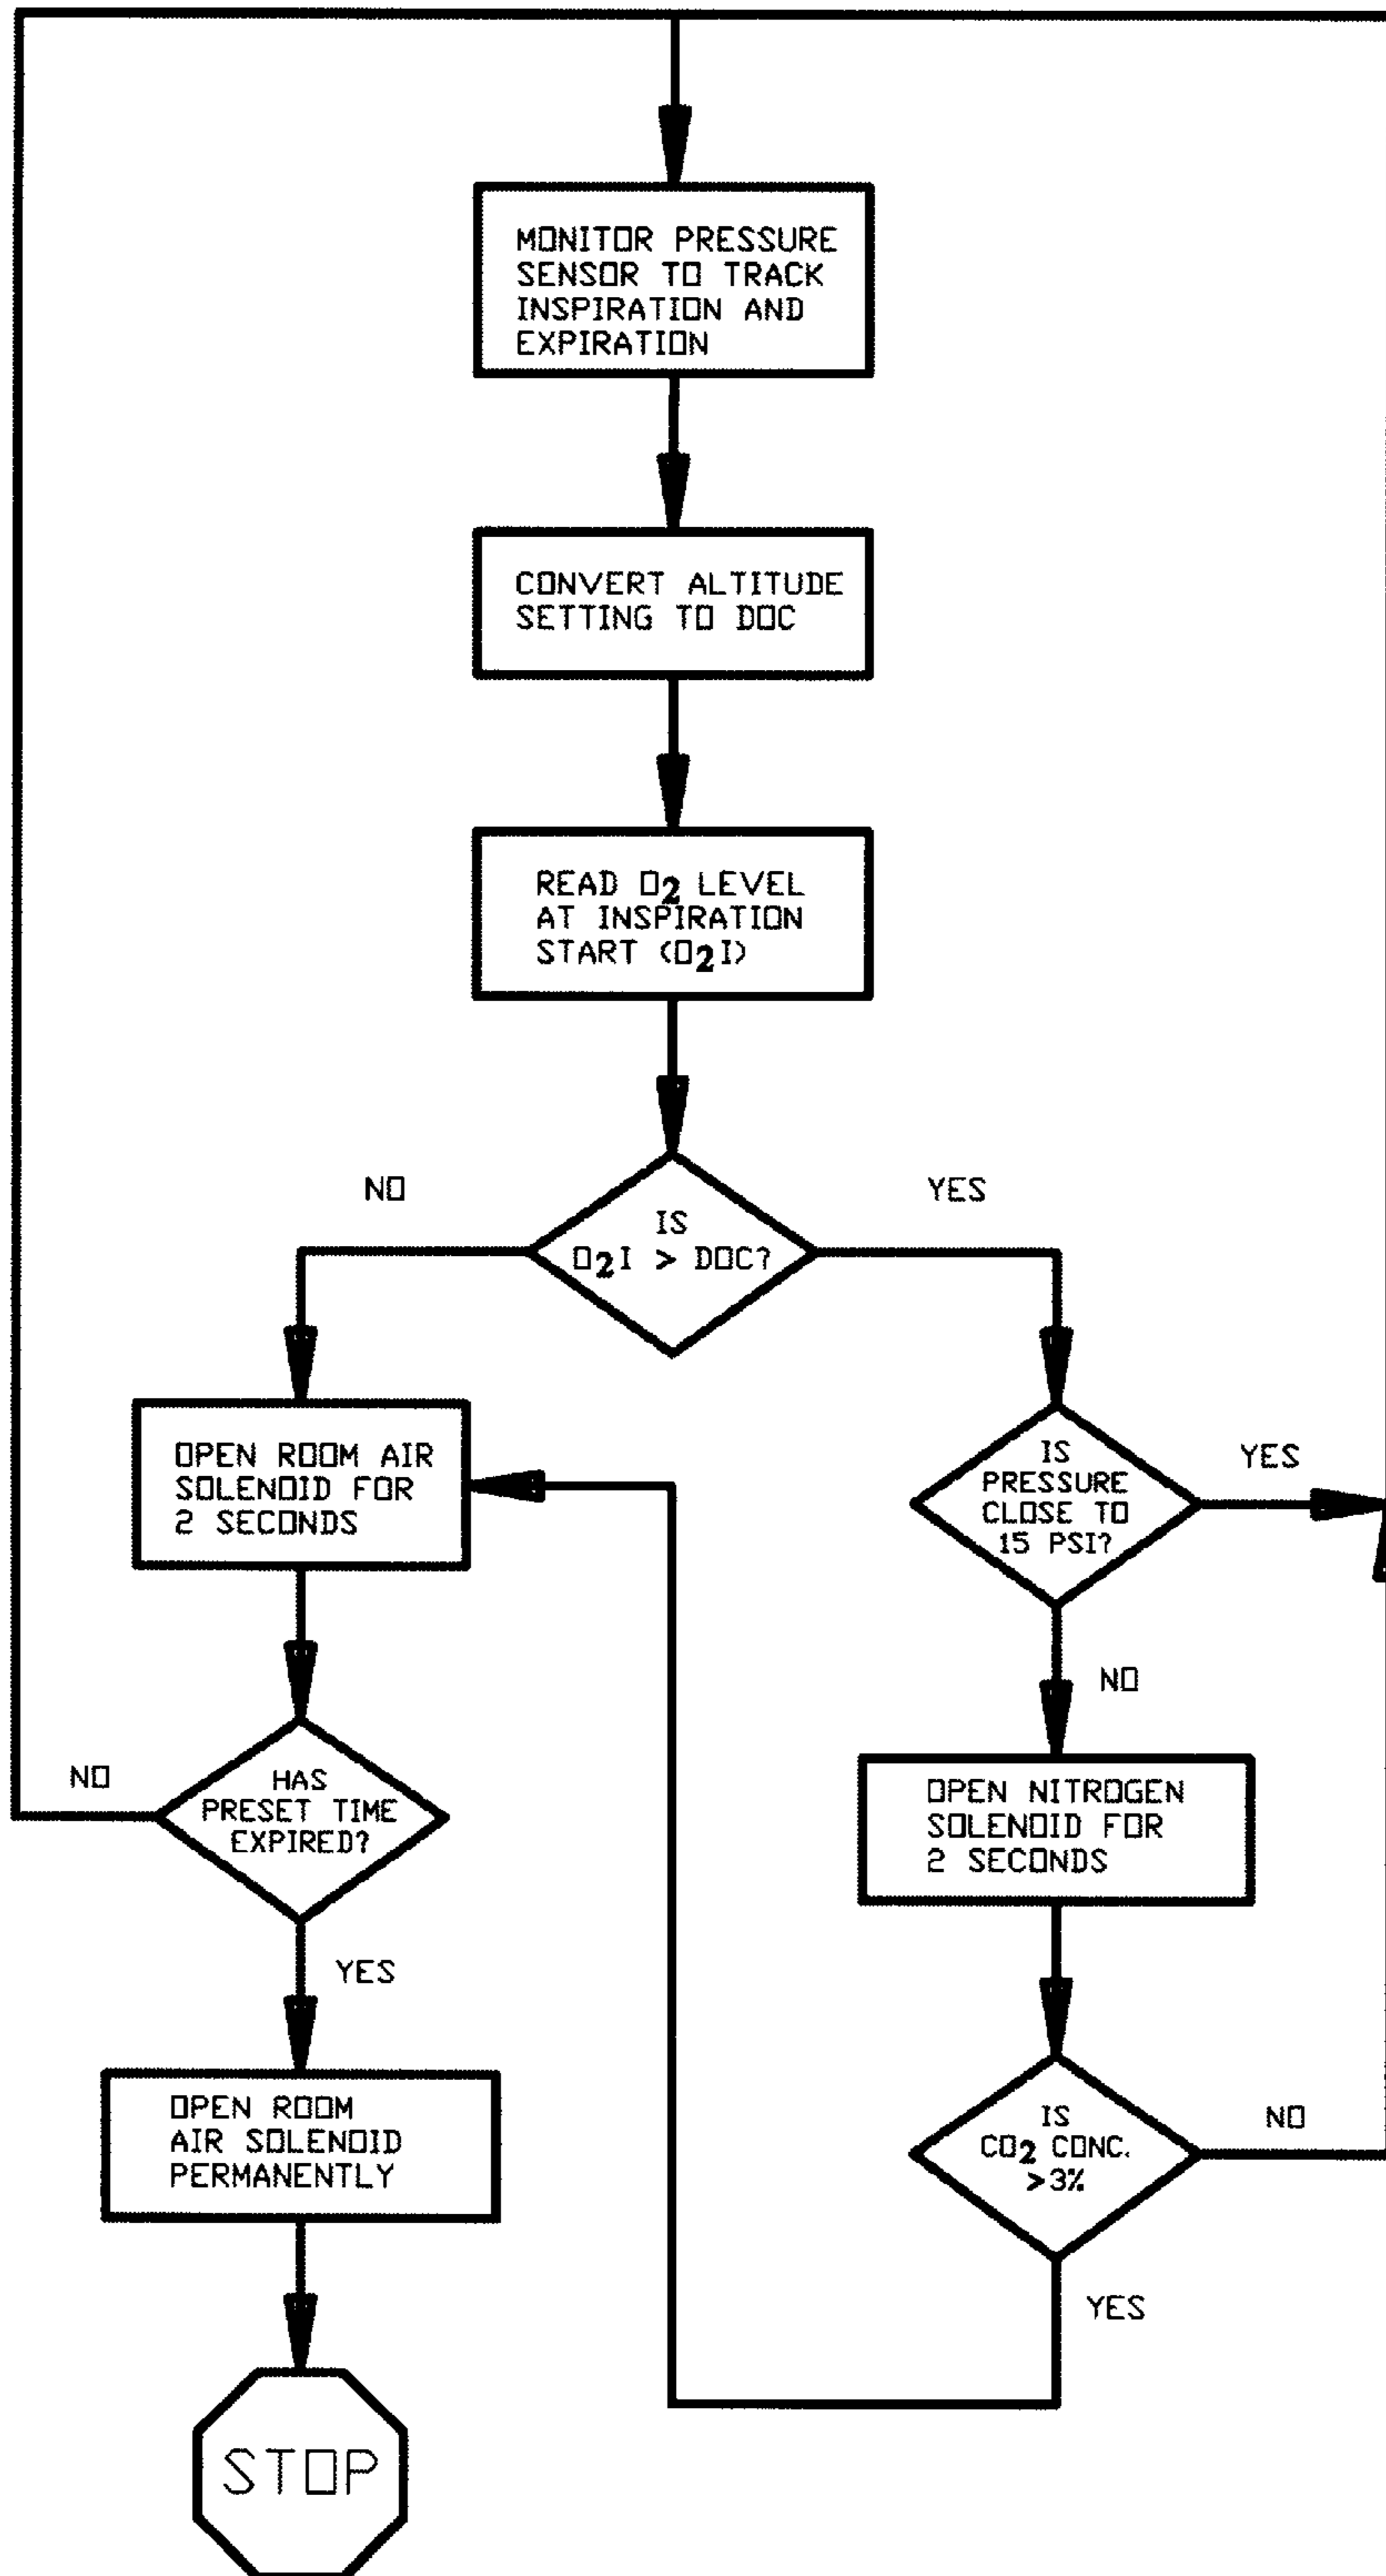 MONITOR PRESSURE
SENSOR TO TRACK
INSPIRATION AND
EXPIRATION
CONVERT ALTITUDE
SETTING TO DOC
READ O2 LEVEL
AT INSPIRATION
START (O2I)
NO
YES
IS
O2I > DOC?
OPEN ROOM AIR
SOLENOID FOR
2 SECONDS
IS
PRESSURE
CLOSE TO
15 PSI?
YES
NO
NO
HAS
PRESET TIME
EXPIRED?
OPEN NITROGEN
SOLENOID FOR
2 SECONDS
YES
OPEN ROOM
AIR SOLENOID
PERMANENTLY
IS
CO2 CONC.
>3%
NO
YES
STOP